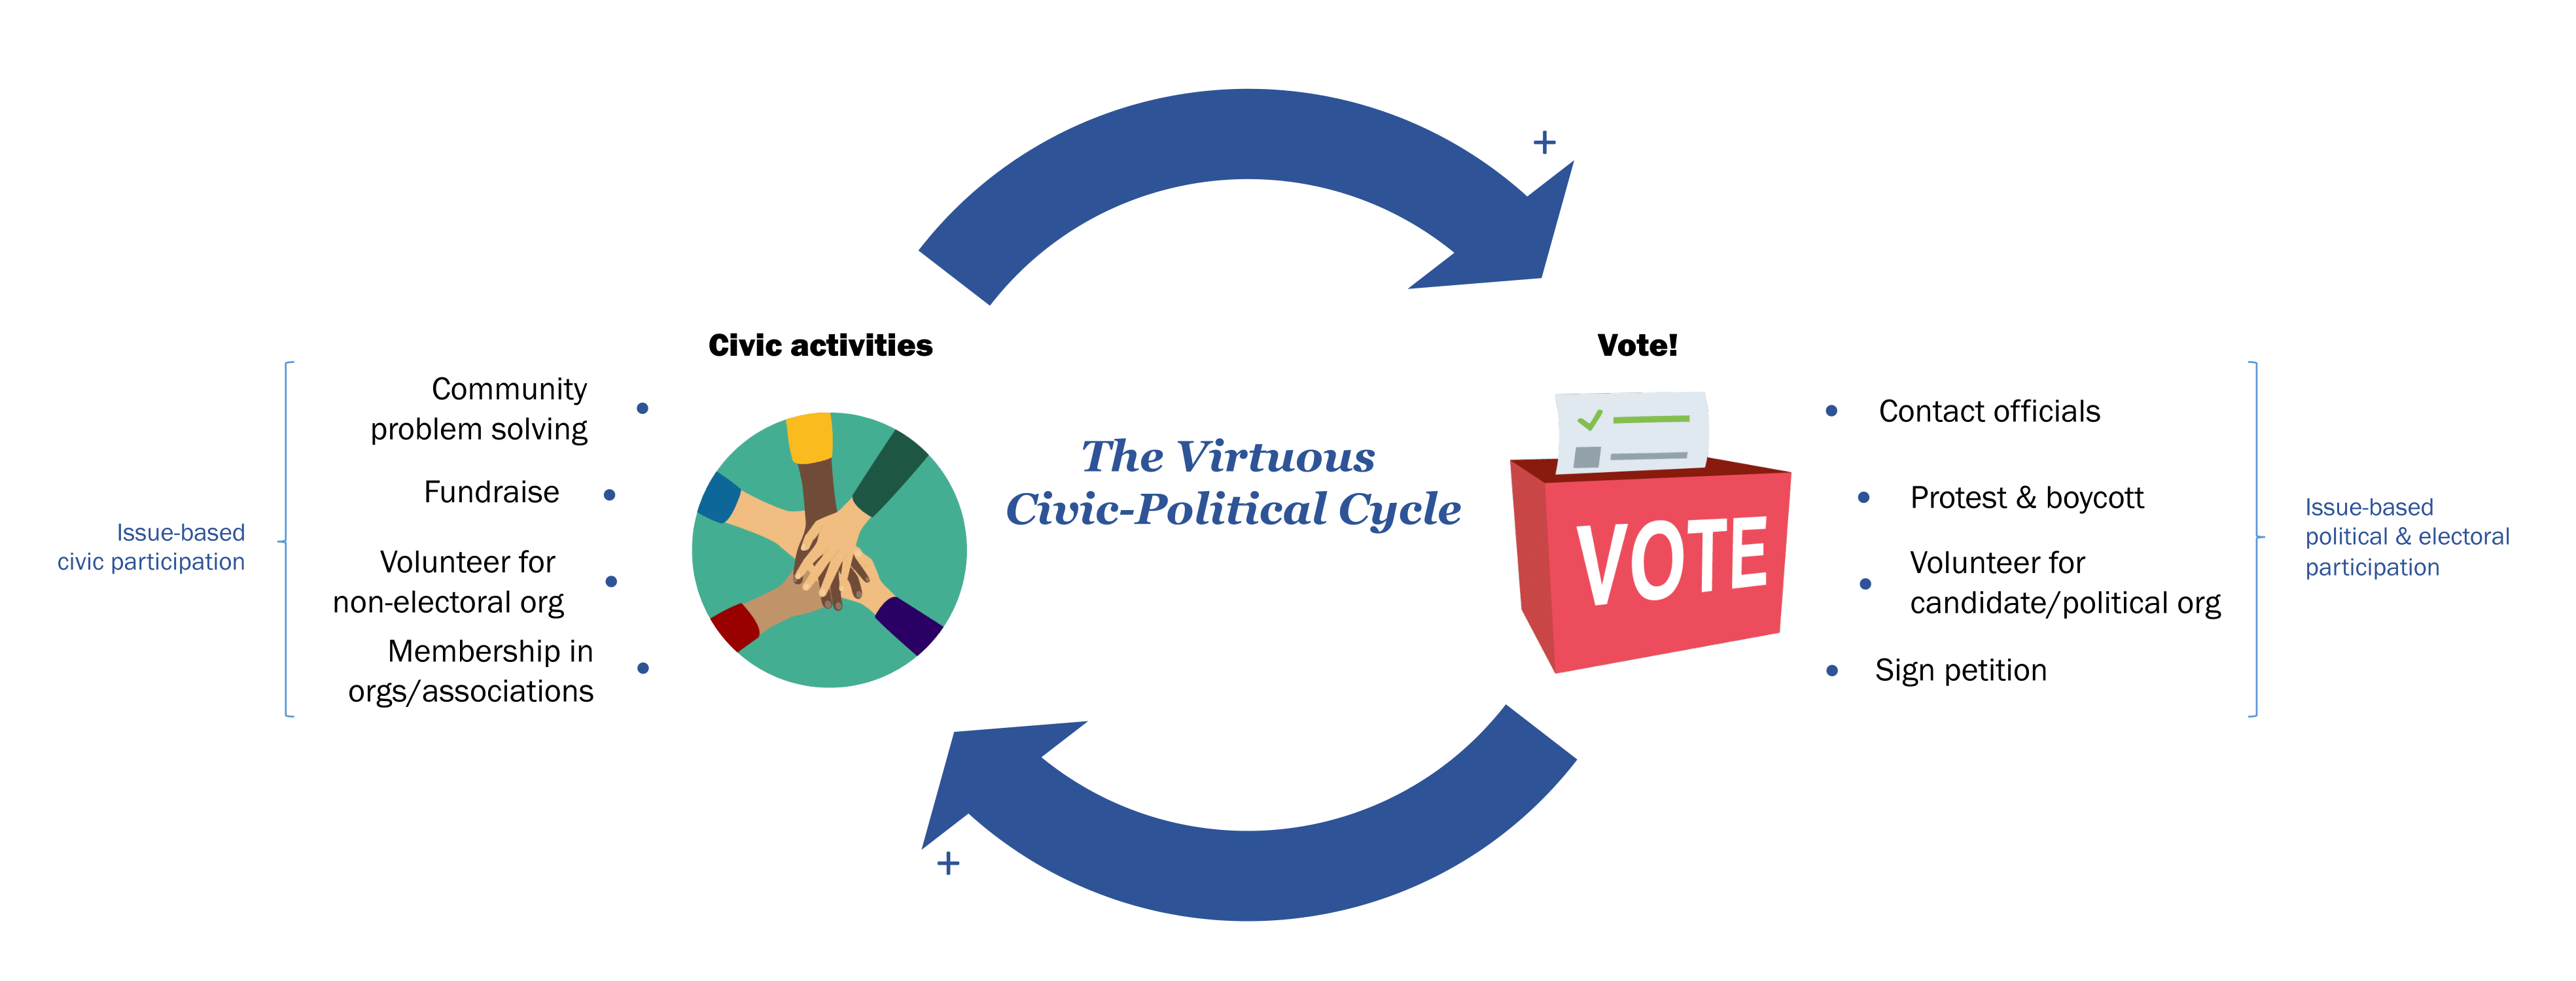 +
Civic activities
Vote!
Community
problem solving
Fundraise
Volunteer for
non-electoral org
Membership in
orgs/associations
Issue-based
civic participation
The Virtuous
Civic-Political Cycle
VOTE
Contact officials
Protest & boycott
Volunteer for
candidate/political org
Sign petition
Issue-based
political & electoral
participation
+